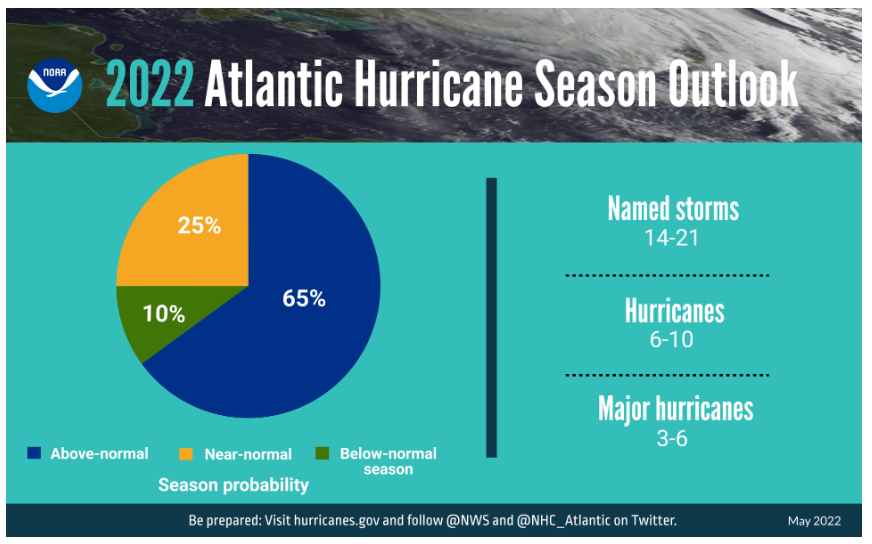 NOAA
2022 Atlantic Hurricane Season Outlook
25%
65%
10%
Above-normal
Near-normal
Below-normal
season
Season probability
Named storms
14-21
Hurricanes
6-10
Major hurricanes
3-6
Be prepared: Visit hurricanes.gov and follow @NWS and @NHC_Atlantic on Twitter.
May 2022